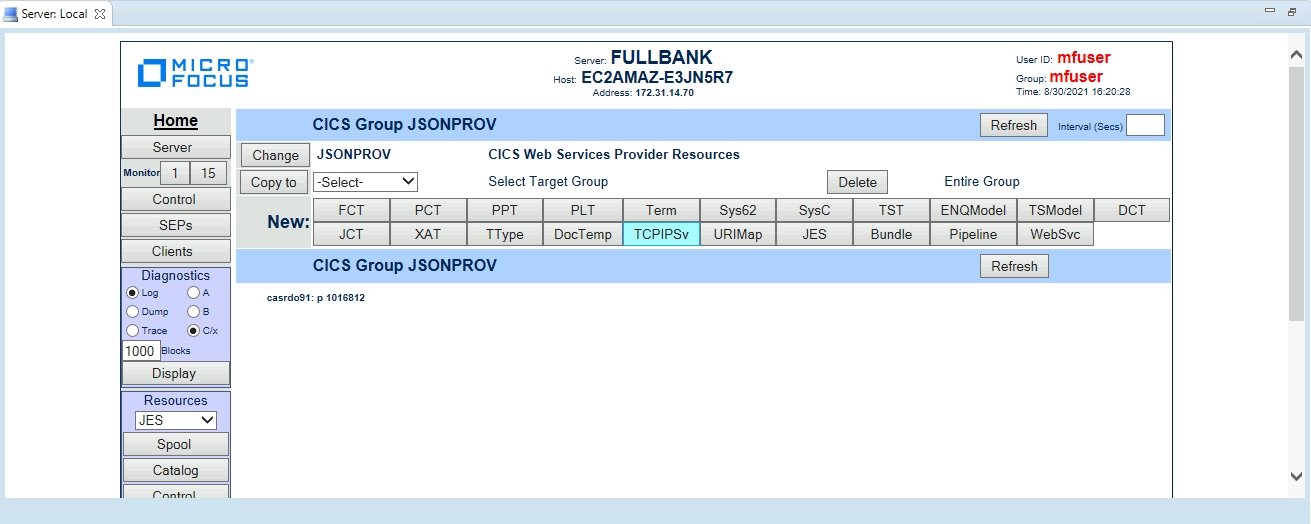 Server: Local
MICRO
FOCUS
Server: FULLBANK
Host: EC2AMAZ-E3JN5R7
Address: 172.31.14.70
User ID: mfuser
Group: mfuser
Time: 8/30/2021 16:20:28
Home
Server
Monitor 1 15
Control
SEPs
Clients
Diagnostics
Log A
Dump B
Trace C/x
1000 Blocks
Display
Resources
JES
Spool
Catalog
Control
CICS Group JSONPROV Refresh Interval (Secs)
Change JSONPROV CICS Web Services Provider Resources
Copy to -Select- Select Target Group Delete Entire Group
New: FCT PCT PPT PLT Term Sys62 SysC TST ENQModel TSModel DCT
JCT XAT TType DocTemp TCPIPSv URIMap JES Bundle Pipeline WebSvc
CICS Group JSONPROV Refresh
casrdo91: p 1016812